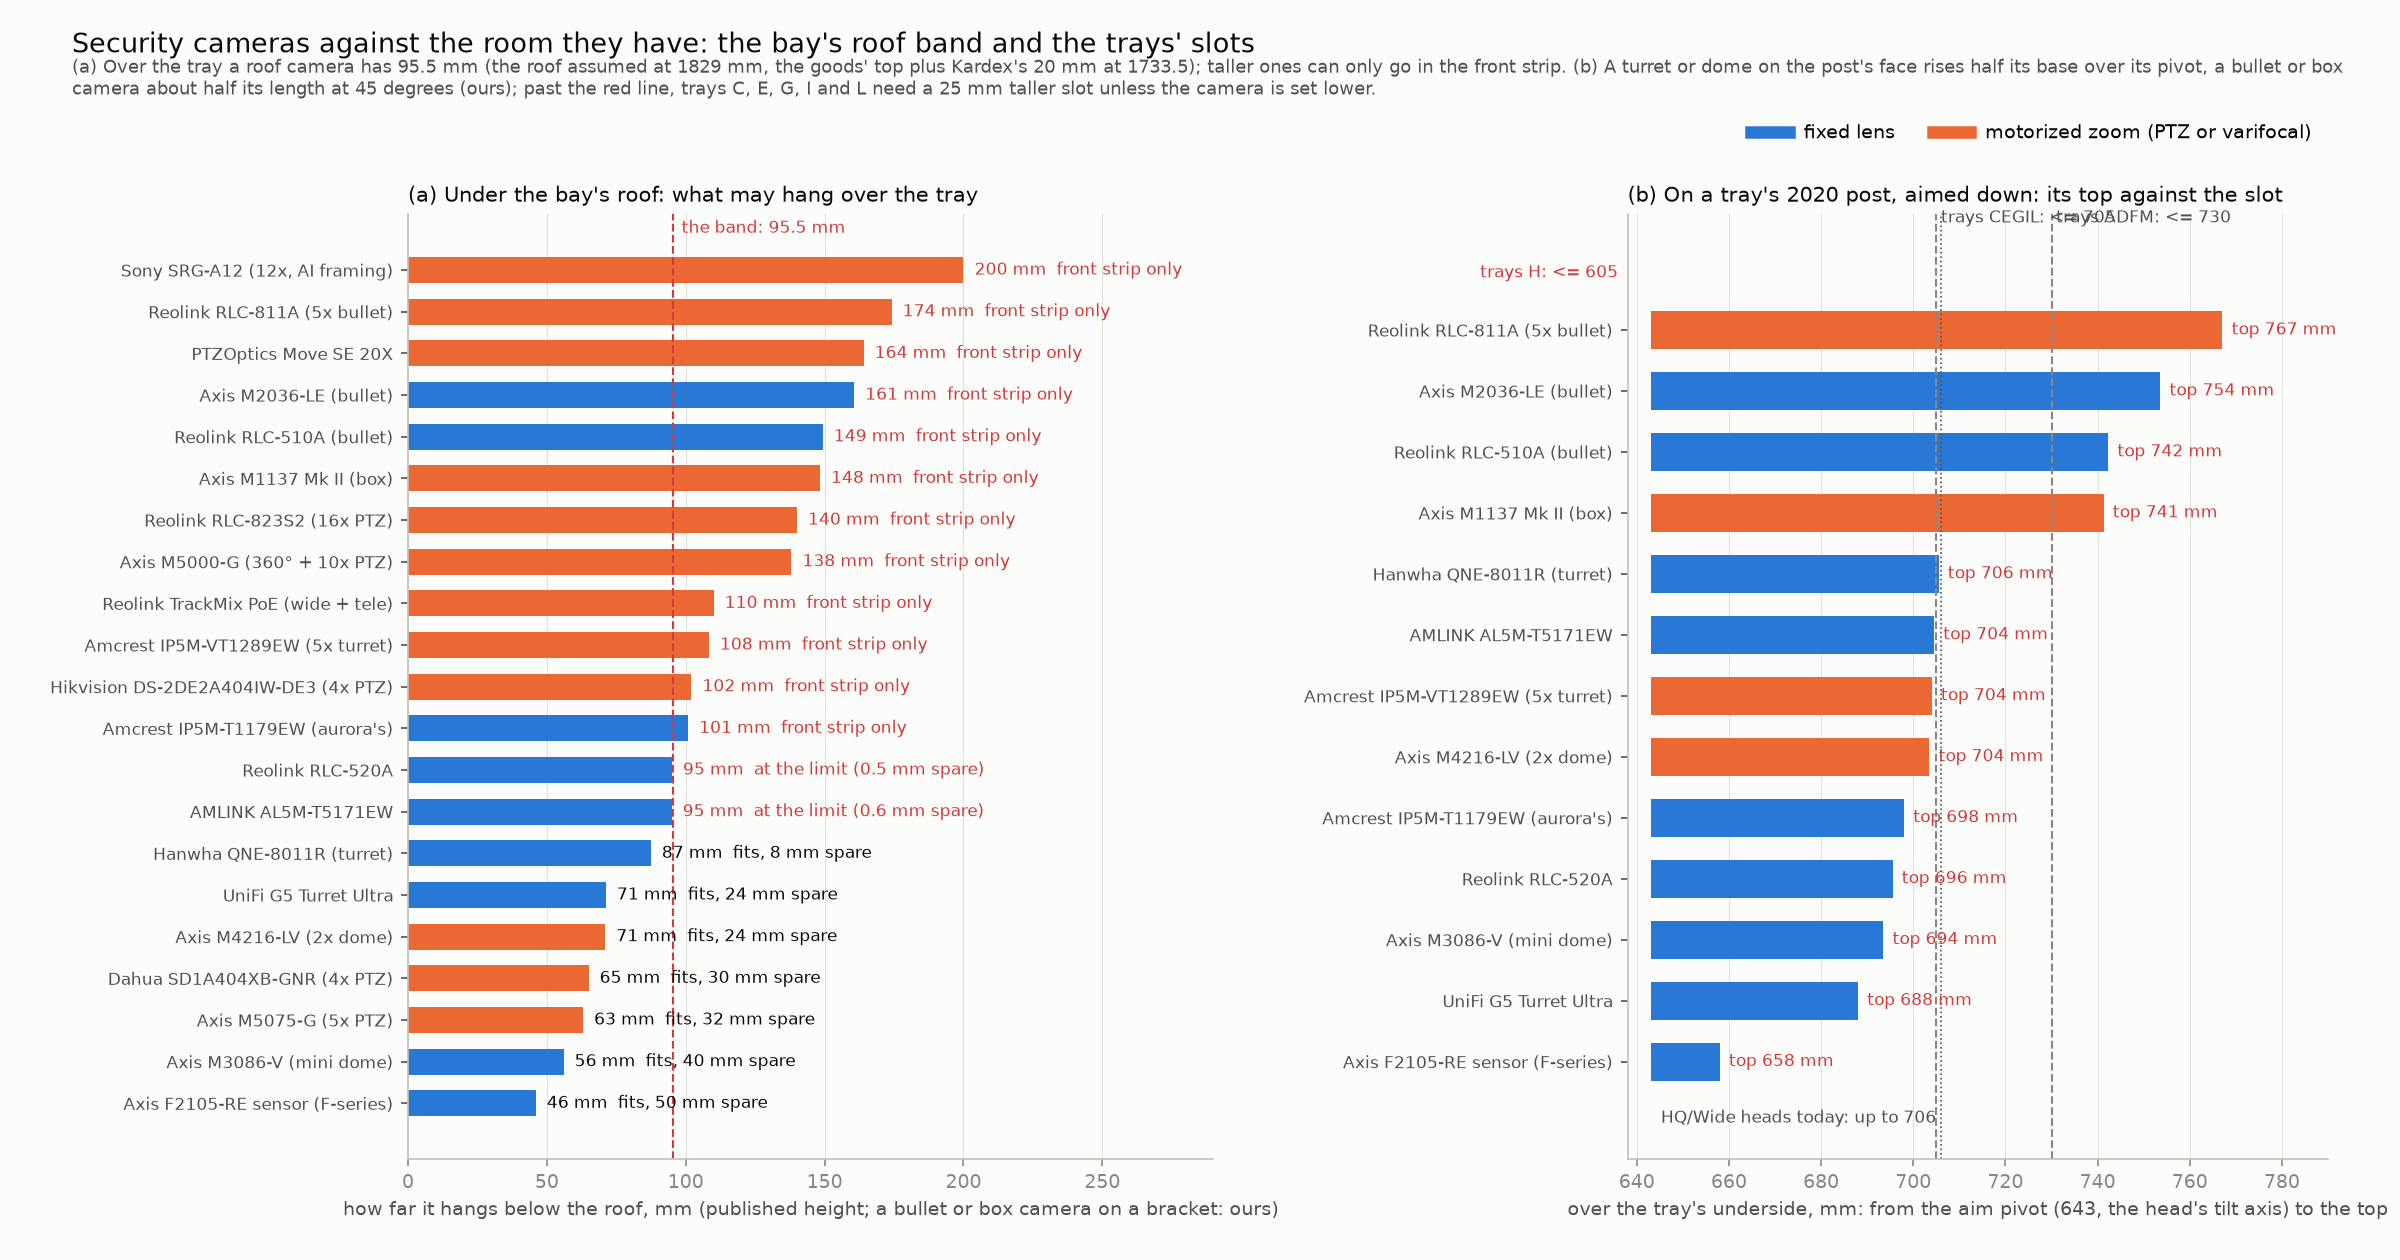 Security cameras against the room they have: the bay's roof band and the trays' slots
(a) Over the tray a roof camera has 95.5 mm (the roof assumed at 1829 mm, the goods' top plus Kardex's 20 mm at 1733.5); taller ones can only go in the front strip. (b) A turret or dome on the post's face rises half its base over its pivot, a bullet or box
camera about half its length at 45 degrees (ours); past the red line, trays C, E, G, I and L need a 25 mm taller slot unless the camera is set lower.
fixed lens
motorized zoom (PTZ or varifocal)
(a) Under the bay's roof: what may hang over the tray
the band: 95.5 mm
Sony SRG-A12 (12x, AI framing)
200 mm  front strip only
Reolink RLC-811A (5x bullet)
174 mm  front strip only
PTZOptics Move SE 20X
164 mm  front strip only
Axis M2036-LE (bullet)
161 mm  front strip only
Reolink RLC-510A (bullet)
149 mm  front strip only
Axis M1137 Mk II (box)
148 mm  front strip only
Reolink RLC-823S2 (16x PTZ)
140 mm  front strip only
Axis M5000-G (360° + 10x PTZ)
138 mm  front strip only
Reolink TrackMix PoE (wide + tele)
110 mm  front strip only
Amcrest IP5M-VT1289EW (5x turret)
108 mm  front strip only
Hikvision DS-2DE2A404IW-DE3 (4x PTZ)
102 mm  front strip only
Amcrest IP5M-T1179EW (aurora's)
101 mm  front strip only
Reolink RLC-520A
95 mm  at the limit (0.5 mm spare)
AMLINK AL5M-T5171EW
95 mm  at the limit (0.6 mm spare)
Hanwha QNE-8011R (turret)
87 mm  fits, 8 mm spare
UniFi G5 Turret Ultra
71 mm  fits, 24 mm spare
Axis M4216-LV (2x dome)
71 mm  fits, 24 mm spare
Dahua SD1A404XB-GNR (4x PTZ)
65 mm  fits, 30 mm spare
Axis M5075-G (5x PTZ)
63 mm  fits, 32 mm spare
Axis M3086-V (mini dome)
56 mm  fits, 40 mm spare
Axis F2105-RE sensor (F-series)
46 mm  fits, 50 mm spare
0 50 100 150 200 250
how far it hangs below the roof, mm (published height; a bullet or box camera on a bracket: ours)
(b) On a tray's 2020 post, aimed down: its top against the slot
trays CEGIL: <= 705
trays ADFM: <= 730
trays H: <= 605
Reolink RLC-811A (5x bullet)
top 767 mm
Axis M2036-LE (bullet)
top 754 mm
Reolink RLC-510A (bullet)
top 742 mm
Axis M1137 Mk II (box)
top 741 mm
Hanwha QNE-8011R (turret)
top 706 mm
AMLINK AL5M-T5171EW
top 704 mm
Amcrest IP5M-VT1289EW (5x turret)
top 704 mm
Axis M4216-LV (2x dome)
top 704 mm
Amcrest IP5M-T1179EW (aurora's)
top 698 mm
Reolink RLC-520A
top 696 mm
Axis M3086-V (mini dome)
top 694 mm
UniFi G5 Turret Ultra
top 688 mm
Axis F2105-RE sensor (F-series)
top 658 mm
HQ/Wide heads today: up to 706
640 660 680 700 720 740 760 780
over the tray's underside, mm: from the aim pivot (643, the head's tilt axis) to the top